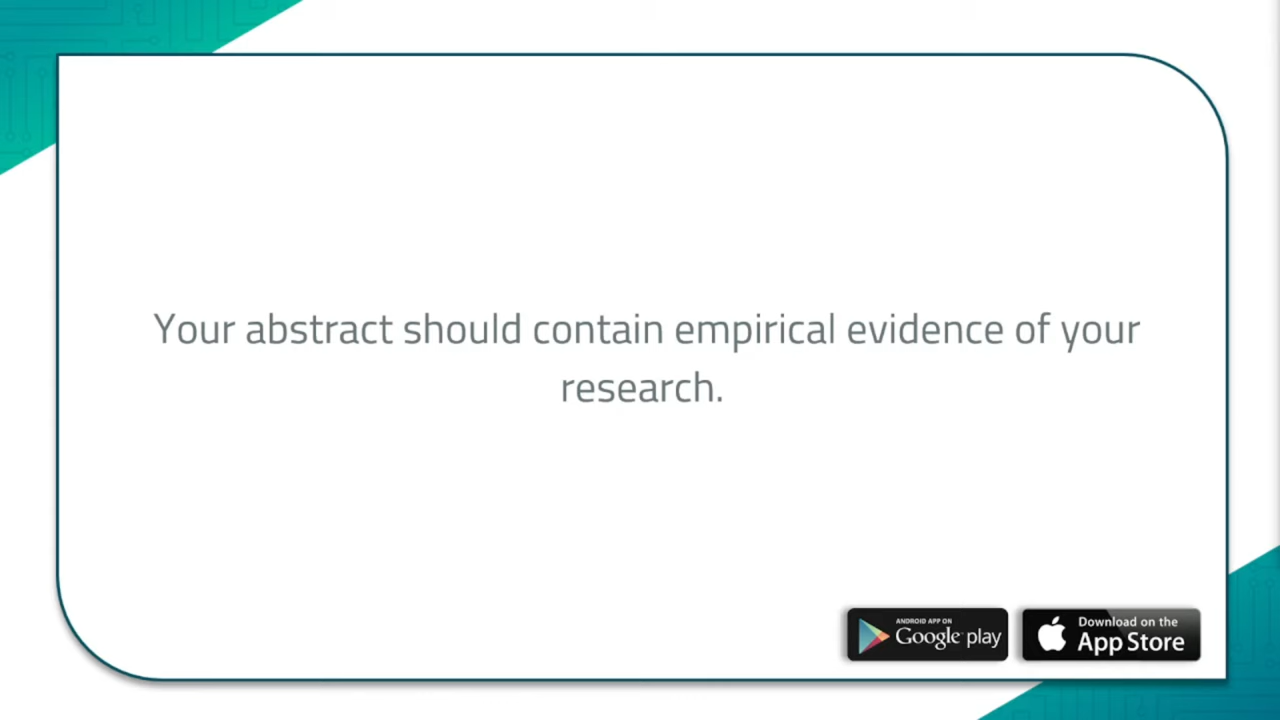 Your abstract should contain empirical evidence of your
research.
ANDROID APP ON
Google play
Download on the
App Store